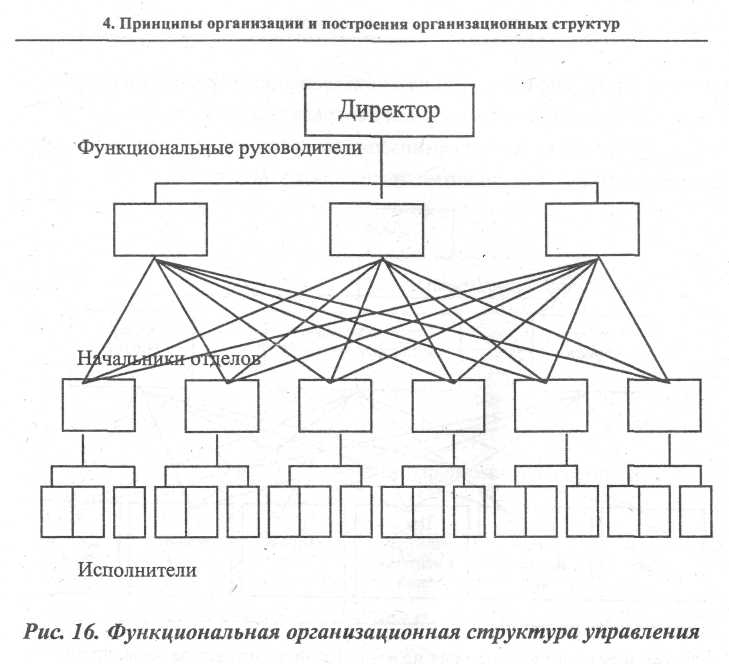 4. Принципы организации и построения организационных структур
Директор
Функциональные руководители
Начальники отделов
Исполнители
Рис. 16. Функциональная организационная структура управления